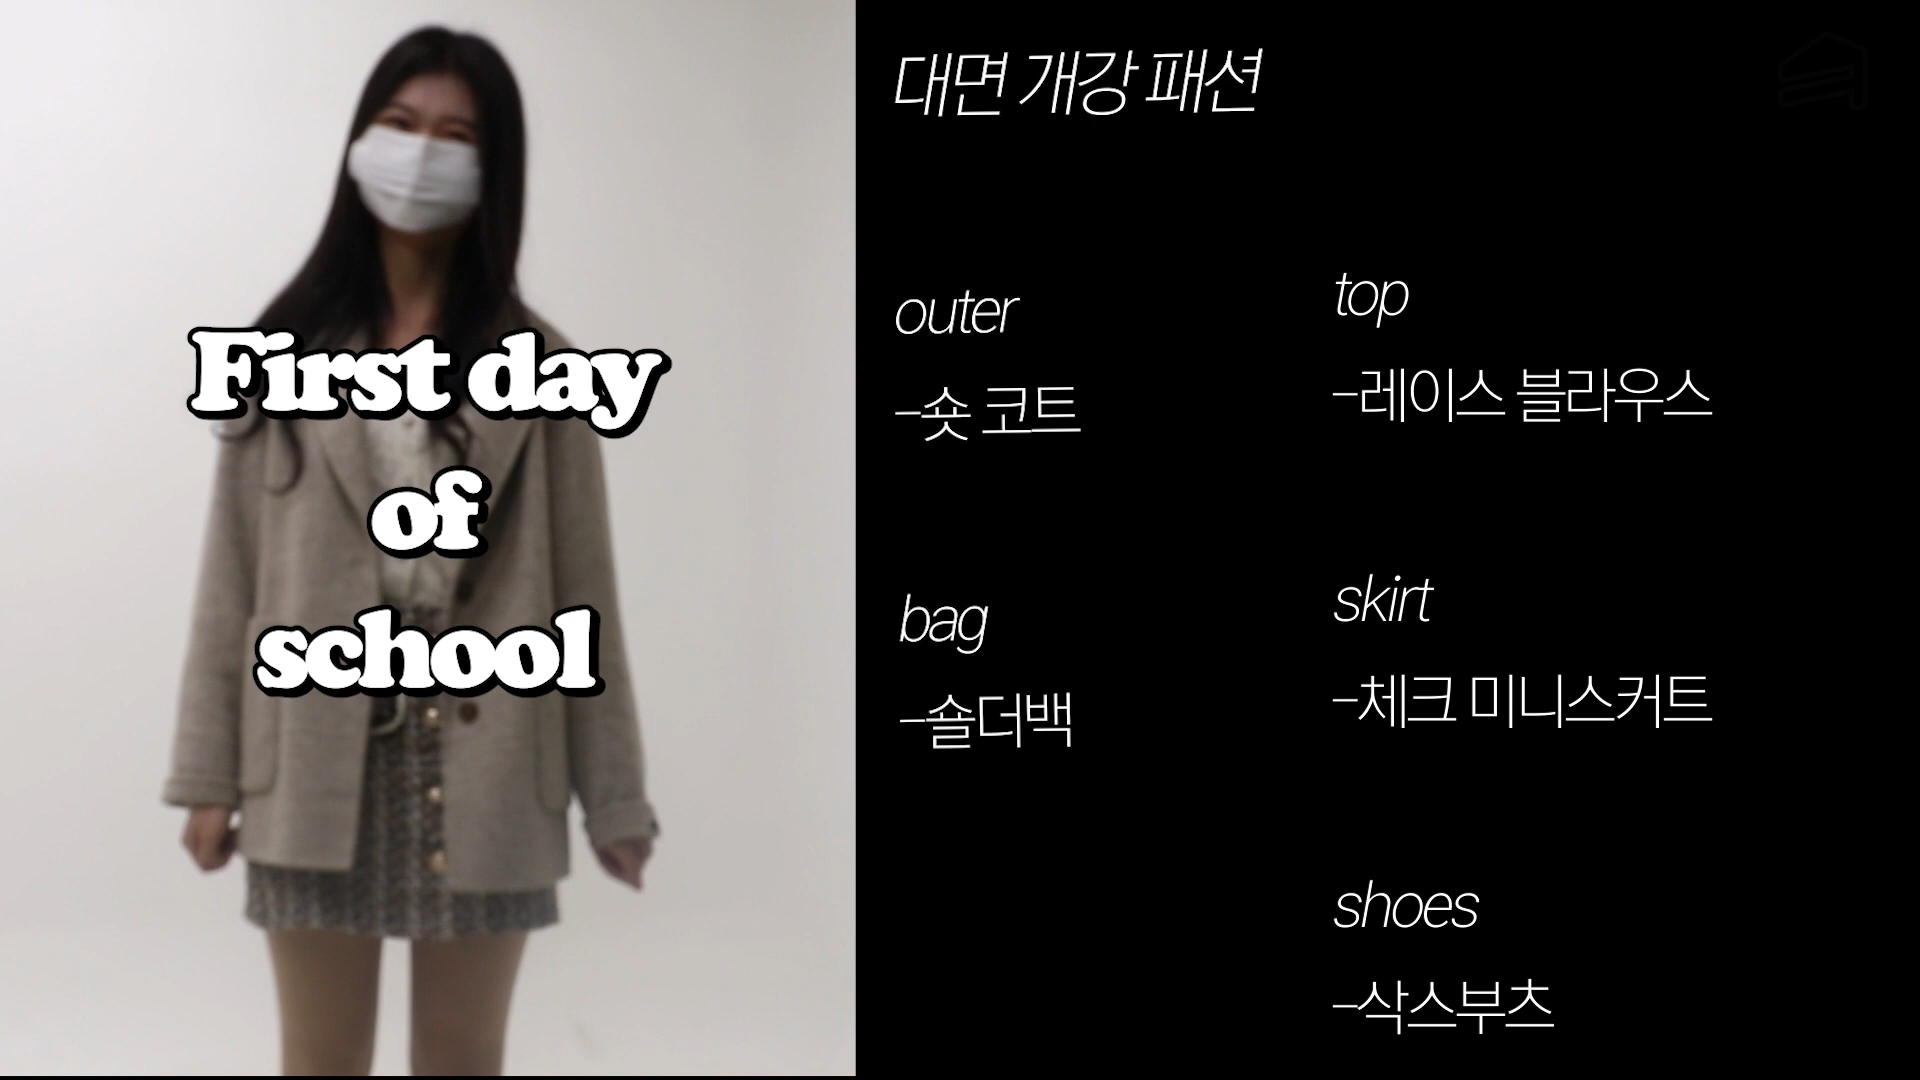 First day
of
school
대면 개강 패션
outer
-숏 코트
top
-레이스 블라우스
bag
-숄더백
skirt
-체크 미니스커트
shoes
-삭스부츠